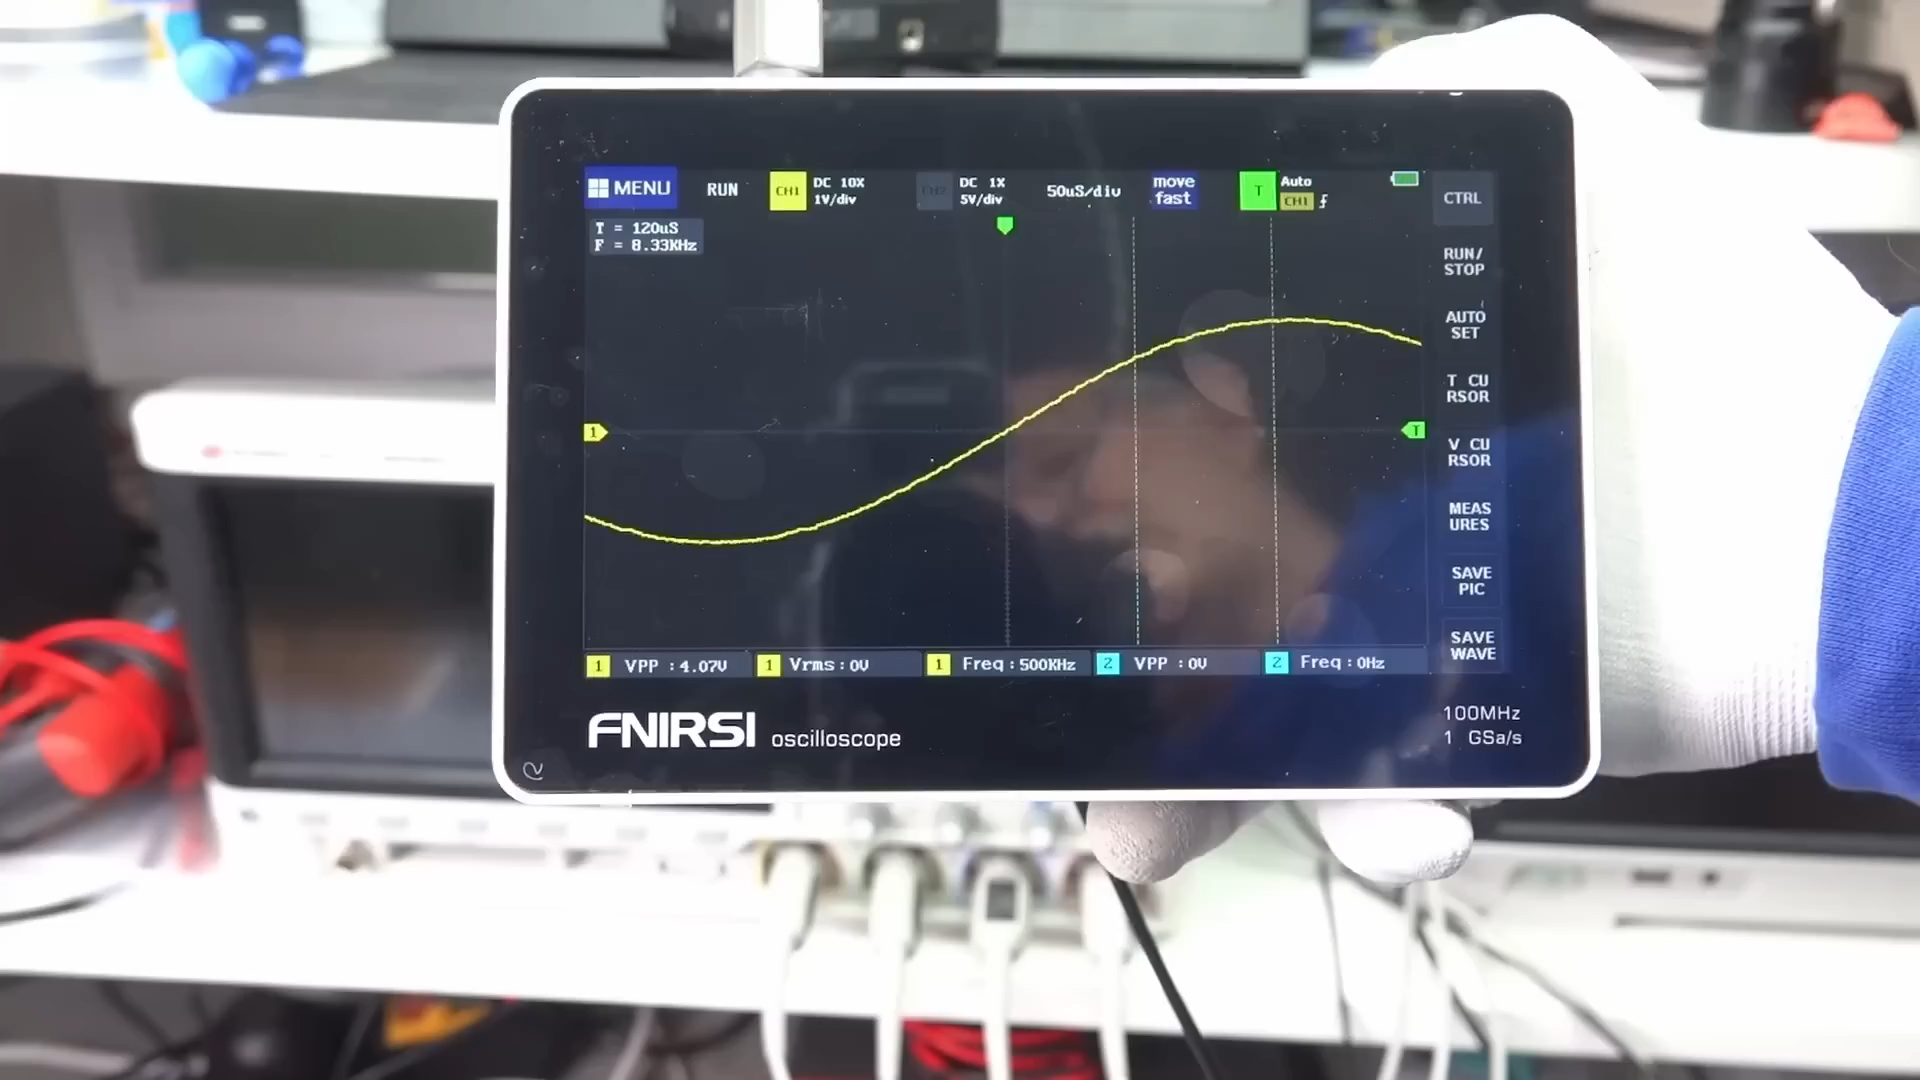 MENU RUN CH1 DC 10X 1V/div CH2 DC 1X 5V/div 50uS/div move fast T Auto CH1 CTRL
T = 120uS
F = 8.33KHz
RUN/
STOP
AUTO
SET
T CU
RSOR
1 T
V CU
RSOR
MEAS
URES
SAVE
PIC
SAVE
WAVE
1 VPP :4.07V 1 Vrms:0V 1 Freq:500KHz 2 VPP :0V 2 Freq:0Hz
FNIRSI oscilloscope
100MHz
1 GSa/s